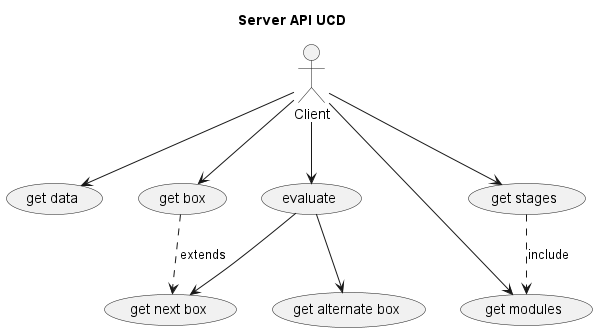 Server API UCD
Client
get data
get box
evaluate
get stages
extends
include
get next box
get alternate box
get modules